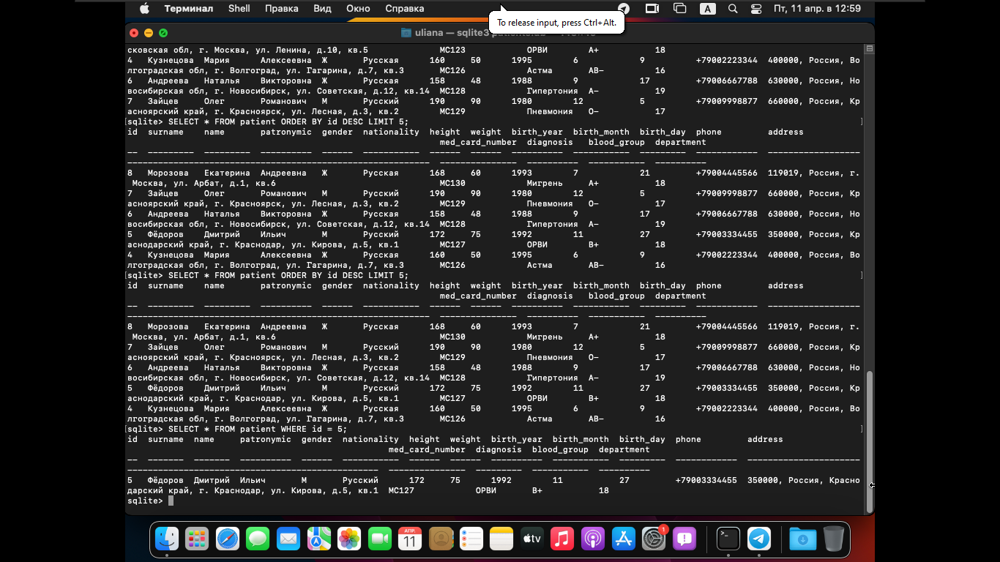 Терминал Shell Правка Вид Окно Справка A Пт, 11 апр. в 12:59
To release input, press Ctrl+Alt.
uliana — sqlite3
сковская обл, г. Москва, ул. Ленина, д.10, кв.5 МС123 ОРВИ A+ 18
4 Кузнецова Мария Алексеевна Ж Русская 160 50 1995 6 9 +79002223344 400000, Россия, Во
лгоградская обл, г. Волгоград, ул. Гагарина, д.7, кв.3 МС126 Астма AB− 16
6 Андреева Наталья Викторовна Ж Русская 158 48 1988 9 17 +79006667788 630000, Россия, Но
восибирская обл, г. Новосибирск, ул. Советская, д.12, кв.14 МС128 Гипертония A− 19
7 Зайцев Олег Романович М Русский 190 90 1980 12 5 +79009998877 660000, Россия, Кр
асноярский край, г. Красноярск, ул. Лесная, д.3, кв.2 МС129 Пневмония O− 17
[sqlite> SELECT * FROM patient ORDER BY id DESC LIMIT 5; ]
id surname name patronymic gender nationality height weight birth_year birth_month birth_day phone address
med_card_number diagnosis blood_group department
8 Морозова Екатерина Андреевна Ж Русская 168 60 1993 7 21 +79004445566 119019, Россия, г.
Москва, ул. Арбат, д.1, кв.6 МС130 Мигрень A+ 18
7 Зайцев Олег Романович М Русский 190 90 1980 12 5 +79009998877 660000, Россия, Кр
асноярский край, г. Красноярск, ул. Лесная, д.3, кв.2 МС129 Пневмония O− 17
6 Андреева Наталья Викторовна Ж Русская 158 48 1988 9 17 +79006667788 630000, Россия, Но
восибирская обл, г. Новосибирск, ул. Советская, д.12, кв.14 МС128 Гипертония A− 19
5 Фёдоров Дмитрий Ильич М Русский 172 75 1992 11 27 +79003334455 350000, Россия, Кр
аснодарский край, г. Краснодар, ул. Кирова, д.5, кв.1 МС127 ОРВИ B+ 18
4 Кузнецова Мария Алексеевна Ж Русская 160 50 1995 6 9 +79002223344 400000, Россия, Во
лгоградская обл, г. Волгоград, ул. Гагарина, д.7, кв.3 МС126 Астма AB− 16
[sqlite> SELECT * FROM patient ORDER BY id DESC LIMIT 5; ]
id surname name patronymic gender nationality height weight birth_year birth_month birth_day phone address
med_card_number diagnosis blood_group department
8 Морозова Екатерина Андреевна Ж Русская 168 60 1993 7 21 +79004445566 119019, Россия, г.
Москва, ул. Арбат, д.1, кв.6 МС130 Мигрень A+ 18
7 Зайцев Олег Романович М Русский 190 90 1980 12 5 +79009998877 660000, Россия, Кр
асноярский край, г. Красноярск, ул. Лесная, д.3, кв.2 МС129 Пневмония O− 17
6 Андреева Наталья Викторовна Ж Русская 158 48 1988 9 17 +79006667788 630000, Россия, Но
восибирская обл, г. Новосибирск, ул. Советская, д.12, кв.14 МС128 Гипертония A− 19
5 Фёдоров Дмитрий Ильич М Русский 172 75 1992 11 27 +79003334455 350000, Россия, Кр
аснодарский край, г. Краснодар, ул. Кирова, д.5, кв.1 МС127 ОРВИ B+ 18
4 Кузнецова Мария Алексеевна Ж Русская 160 50 1995 6 9 +79002223344 400000, Россия, Во
лгоградская обл, г. Волгоград, ул. Гагарина, д.7, кв.3 МС126 Астма AB− 16
[sqlite> SELECT * FROM patient WHERE id = 5; ]
id surname name patronymic gender nationality height weight birth_year birth_month birth_day phone address
med_card_number diagnosis blood_group department
5 Фёдоров Дмитрий Ильич М Русский 172 75 1992 11 27 +79003334455 350000, Россия, Красно
дарский край, г. Краснодар, ул. Кирова, д.5, кв.1 МС127 ОРВИ B+ 18
sqlite>
АПР.
11
tv
1
>_